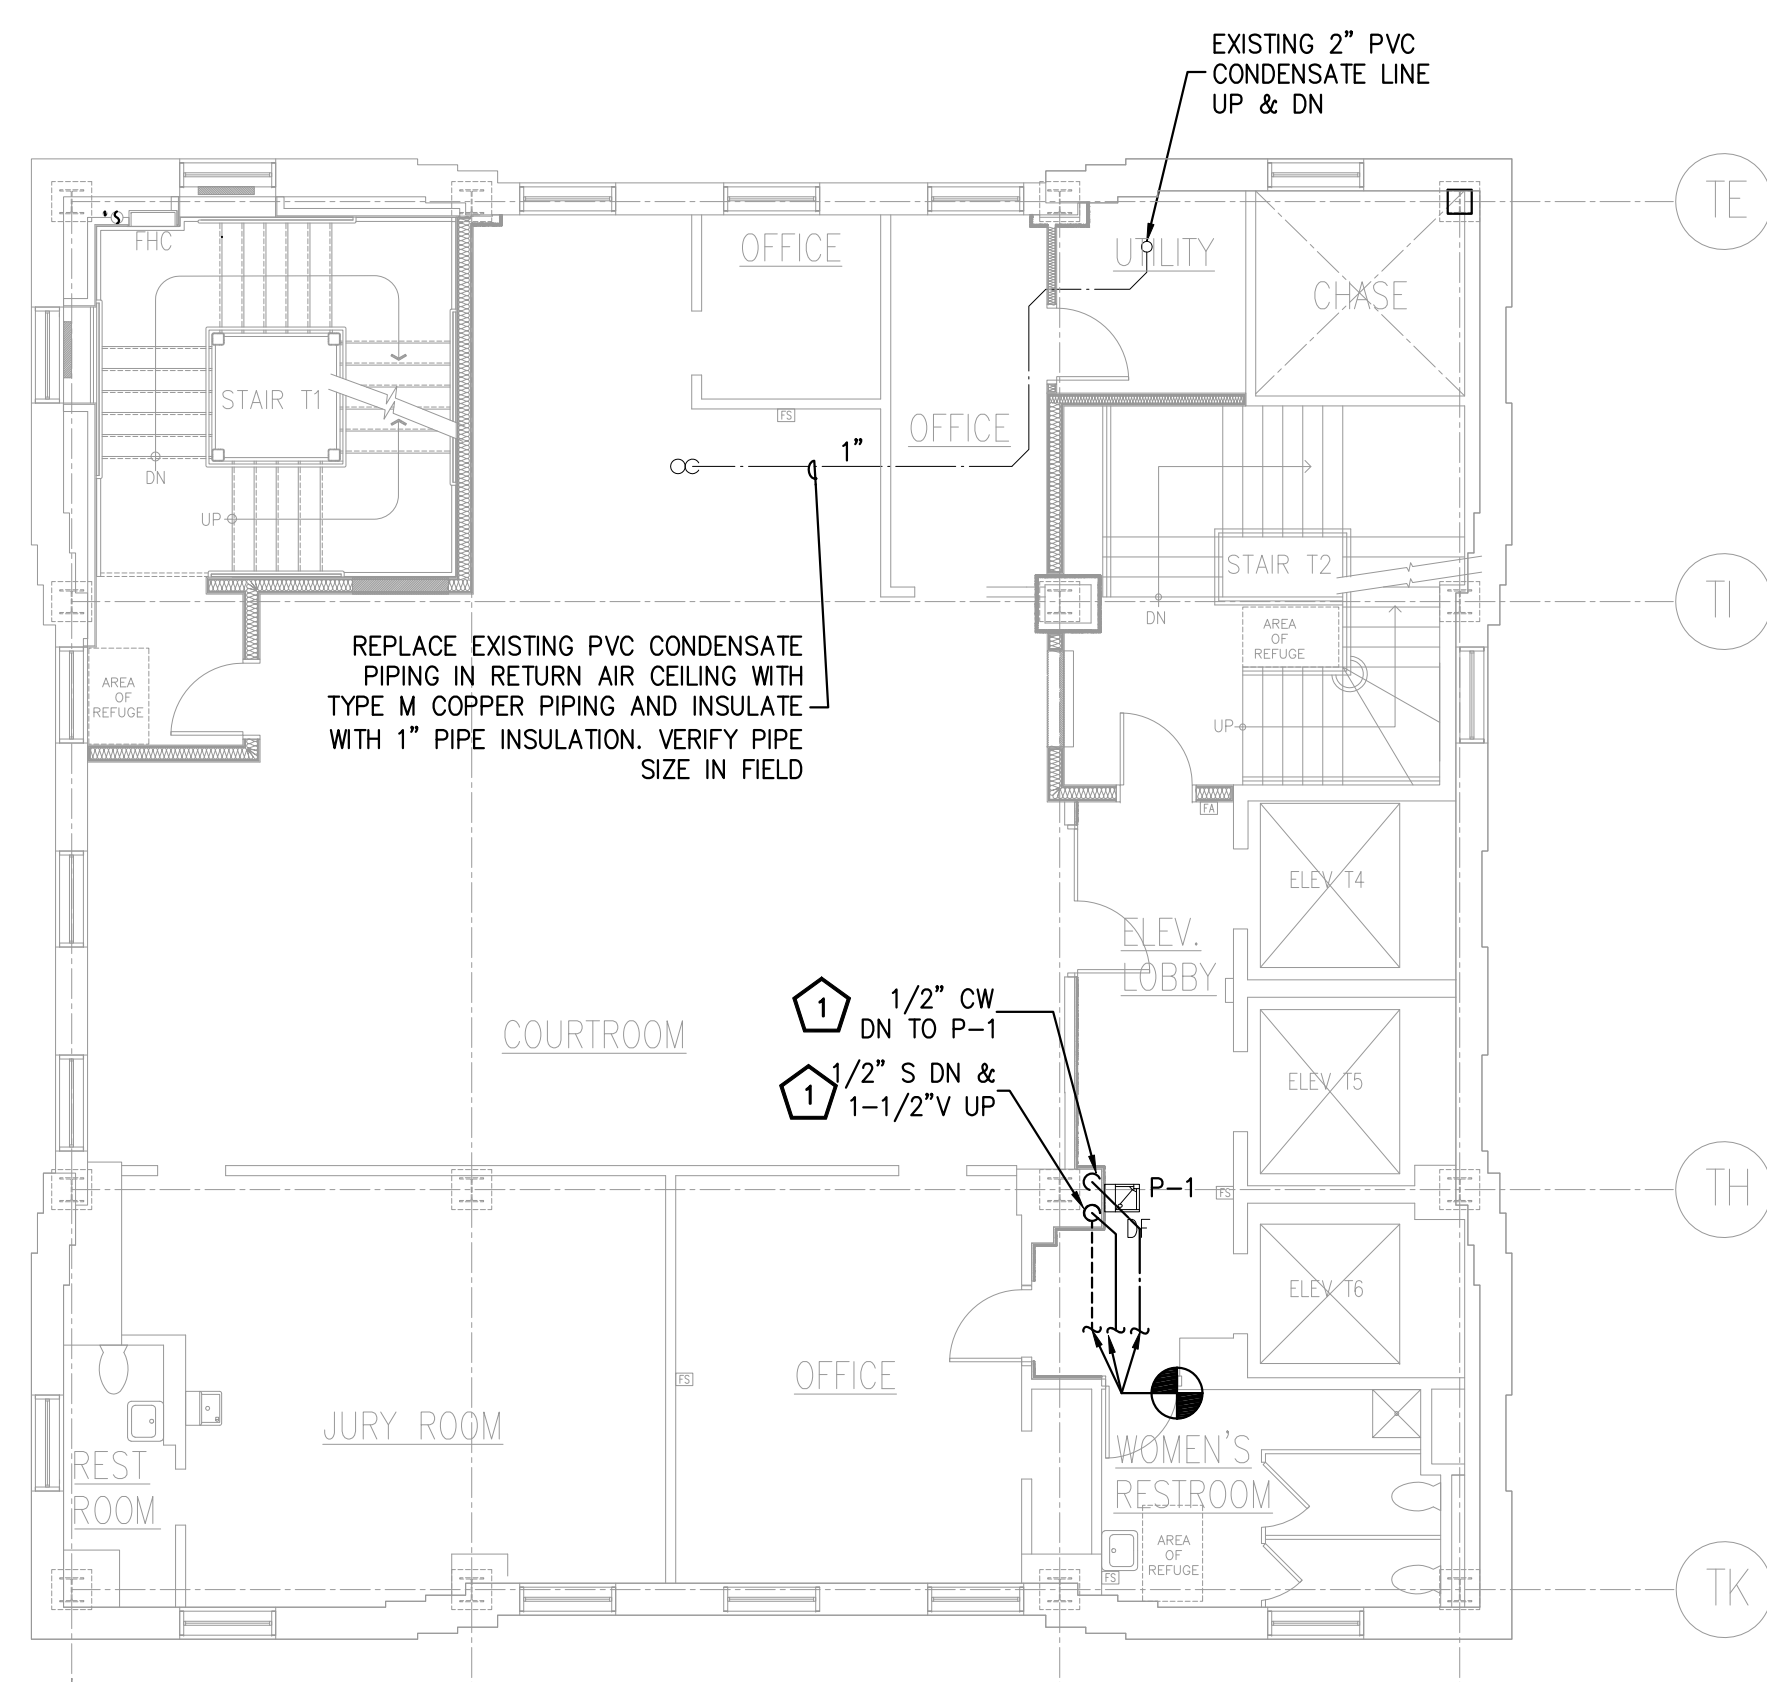 EXISTING 2" PVC
CONDENSATE LINE
UP & DN
TE
S
FHC
OFFICE
UTILITY
CHASE
STAIR T1
FS
OFFICE
1"
DN
UP
STAIR T2
TI
DN
AREA
OF
REFUGE
REPLACE EXISTING PVC CONDENSATE
PIPING IN RETURN AIR CEILING WITH
TYPE M COPPER PIPING AND INSULATE
WITH 1" PIPE INSULATION. VERIFY PIPE
SIZE IN FIELD
AREA
OF
REFUGE
UP
FA
ELEV T4
ELEV.
LOBBY
1
1/2" CW
DN TO P-1
COURTROOM
1
1/2" S DN &
1-1/2"V UP
ELEV T5
P-1
FS
TH
DF
ELEV T6
FS
OFFICE
JURY ROOM
REST
ROOM
WOMEN'S
RESTROOM
AREA
OF
REFUGE
FS
TK